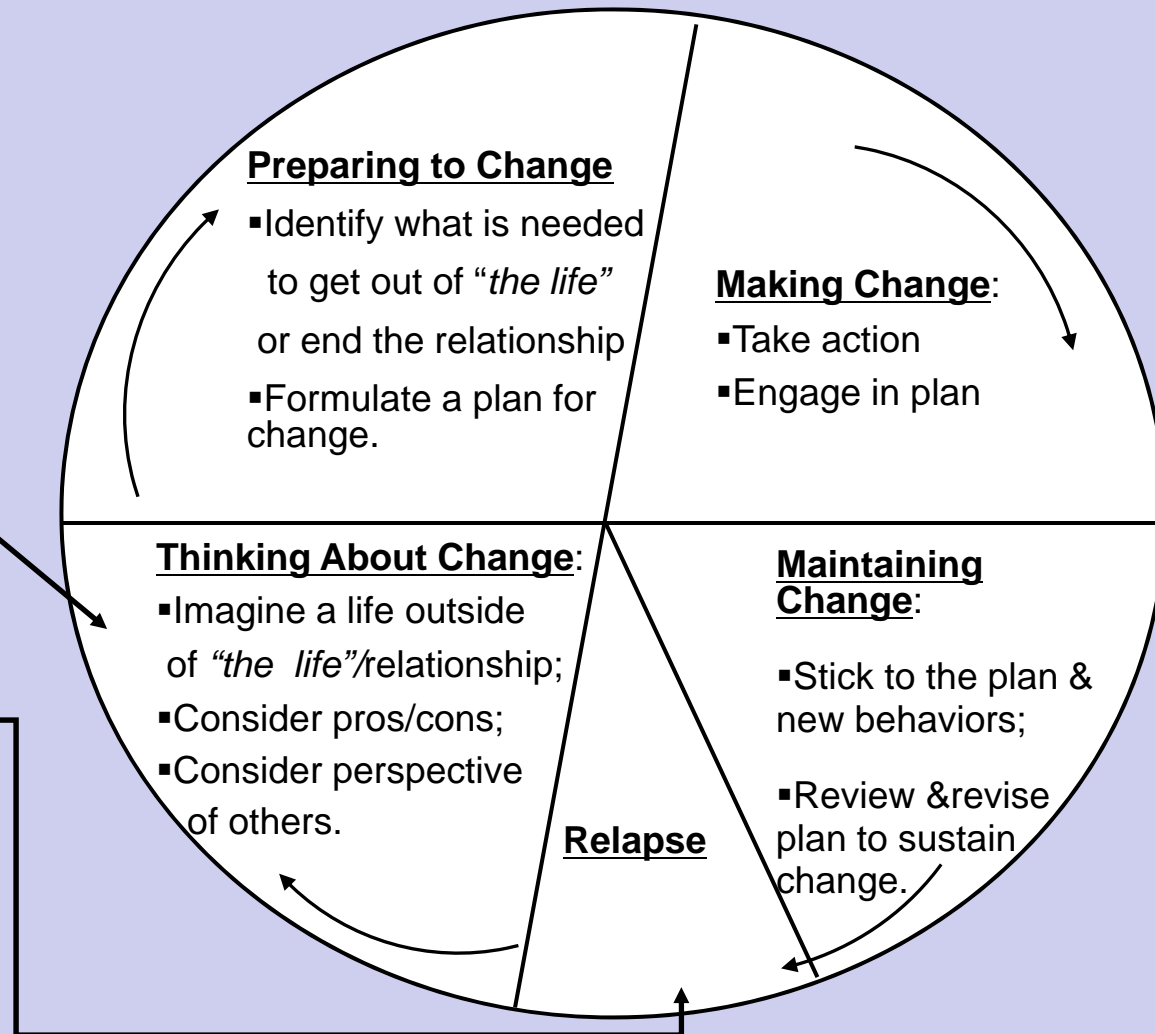 Preparing to Change
▪Identify what is needed
to get out of “the life”
or end the relationship
▪Formulate a plan for
change.
Making Change:
▪Take action
▪Engage in plan
Thinking About Change:
▪Imagine a life outside
of “the life”/relationship;
▪Consider pros/cons;
▪Consider perspective
of others.
Relapse
Maintaining
Change:
▪Stick to the plan &
new behaviors;
▪Review &revise
plan to sustain
change.